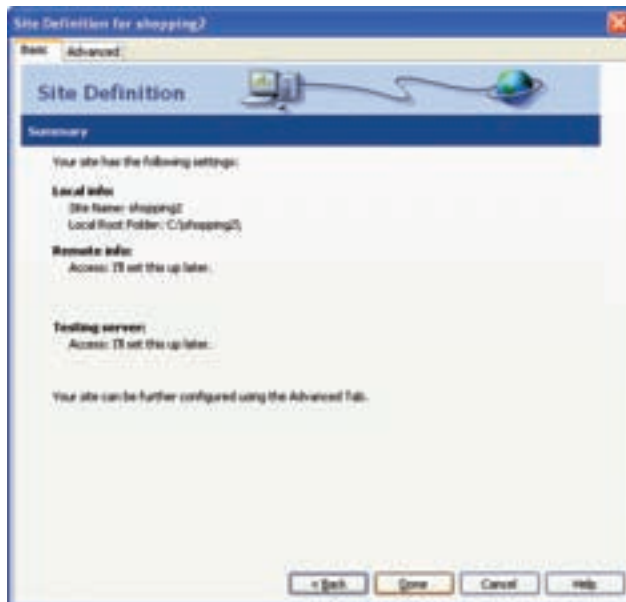 Site Definition for shopping2
Basic Advanced
Site Definition
Summary
Your site has the following settings:
Local Info:
Site Name: shopping2
Local Root Folder: C:\shopping2\
Remote Info:
Access: I'll set this up later.
Testing server:
Access: I'll set this up later.
Your site can be further configured using the Advanced Tab.
< Back Done Cancel Help